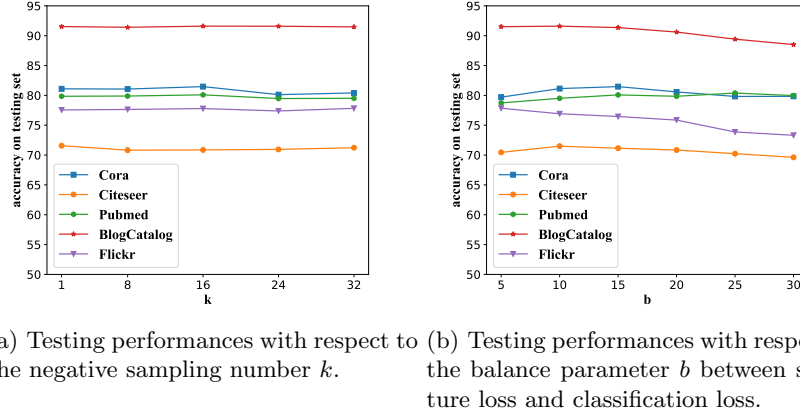 95
90
85
80
75
70
65
60
55
50
accuracy on testing set
Cora
Citeseer
Pubmed
BlogCatalog
Flickr
1 8 16 24 32
k
95
90
85
80
75
70
65
60
55
50
accuracy on testing set
Cora
Citeseer
Pubmed
BlogCatalog
Flickr
5 10 15 20 25 30
b
a) Testing performances with respect to
he negative sampling number k.
(b) Testing performances with respe
the balance parameter b between s
ture loss and classification loss.